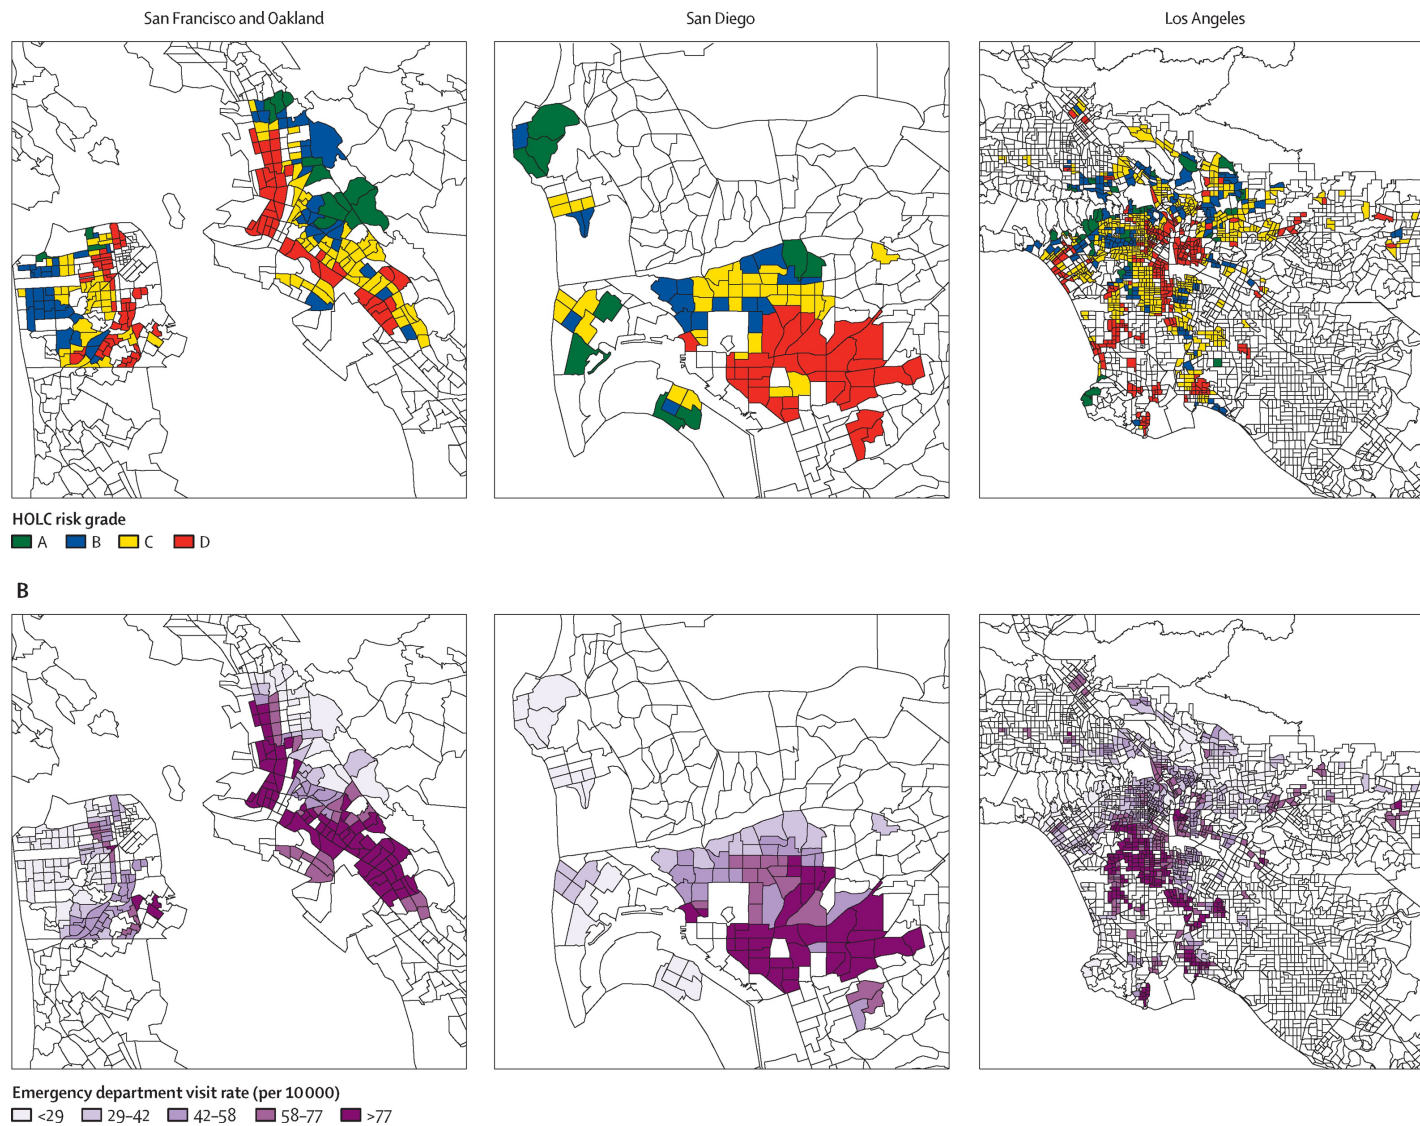 San Francisco and Oakland
San Diego
Los Angeles
HOLC risk grade
A B C D
B
Emergency department visit rate (per 10 000)
<29 29–42 42–58 58–77 >77